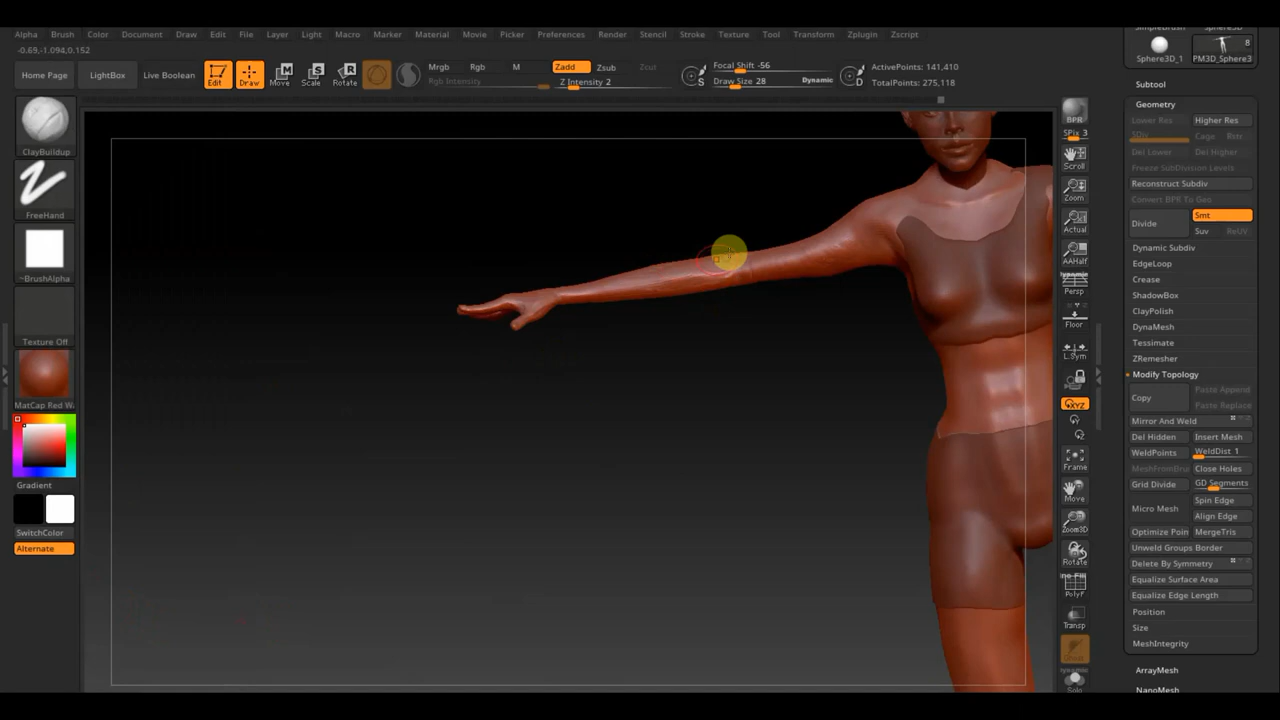 Alpha Brush Color Document Draw Edit File Layer Light Macro Marker Material Movie Picker Preferences Render Stencil Stroke Texture Tool Transform Zplugin Zscript
-0.69,-1.094,0.152
Home Page
LightBox
Live Boolean
Edit
Draw
Move
Scale
Rotate
Mrgb
Rgb
M
Rgb Intensity
Zadd
Zsub
Zcut
Z Intensity 2
S
Focal Shift -56
Draw Size 28
Dynamic
D
ActivePoints: 141,410
TotalPoints: 275,118
ClayBuildup
FreeHand
~BrushAlpha
Texture Off
MatCap Red Wa
Gradient
SwitchColor
Alternate
BPR
SPix 3
Scroll
Zoom
Actual
AAHalf
Persp
Floor
L.Sym
XYZ
Frame
Move
Zoom3D
Rotate
PolyF
Transp
Solo
Sphere3D_1
8
PM3D_Sphere3
Subtool
Geometry
Lower Res Higher Res
SDiv Cage Rstr
Del Lower Del Higher
Freeze SubDivision Levels
Reconstruct Subdiv
Convert BPR To Geo
Divide
Smt
Suv ReUV
Dynamic Subdiv
EdgeLoop
Crease
ShadowBox
ClayPolish
DynaMesh
Tessimate
ZRemesher
Modify Topology
Copy
Paste Append
Paste Replace
Mirror And Weld
Del Hidden Insert Mesh
WeldPoints WeldDist 1
MeshFromBru Close Holes
Grid Divide GD Segments
Micro Mesh
Spin Edge
Align Edge
Optimize Poin MergeTris
Unweld Groups Border
Delete By Symmetry
Equalize Surface Area
Equalize Edge Length
Position
Size
MeshIntegrity
ArrayMesh
NanoMesh